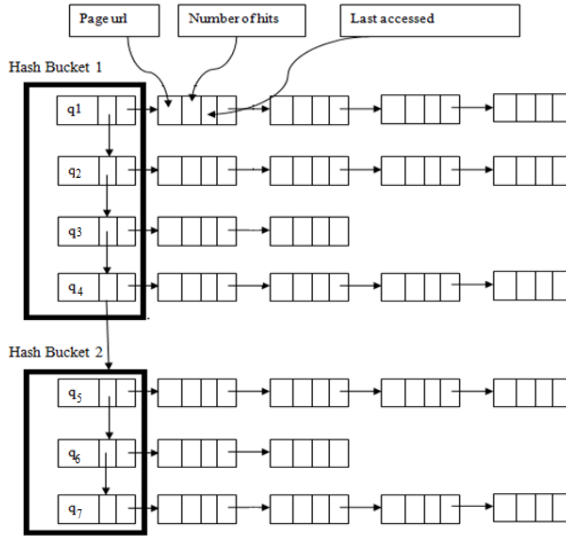 Page url
Number of hits
Last accessed
Hash Bucket 1
q1
q2
q3
q4
Hash Bucket 2
q5
q6
q7